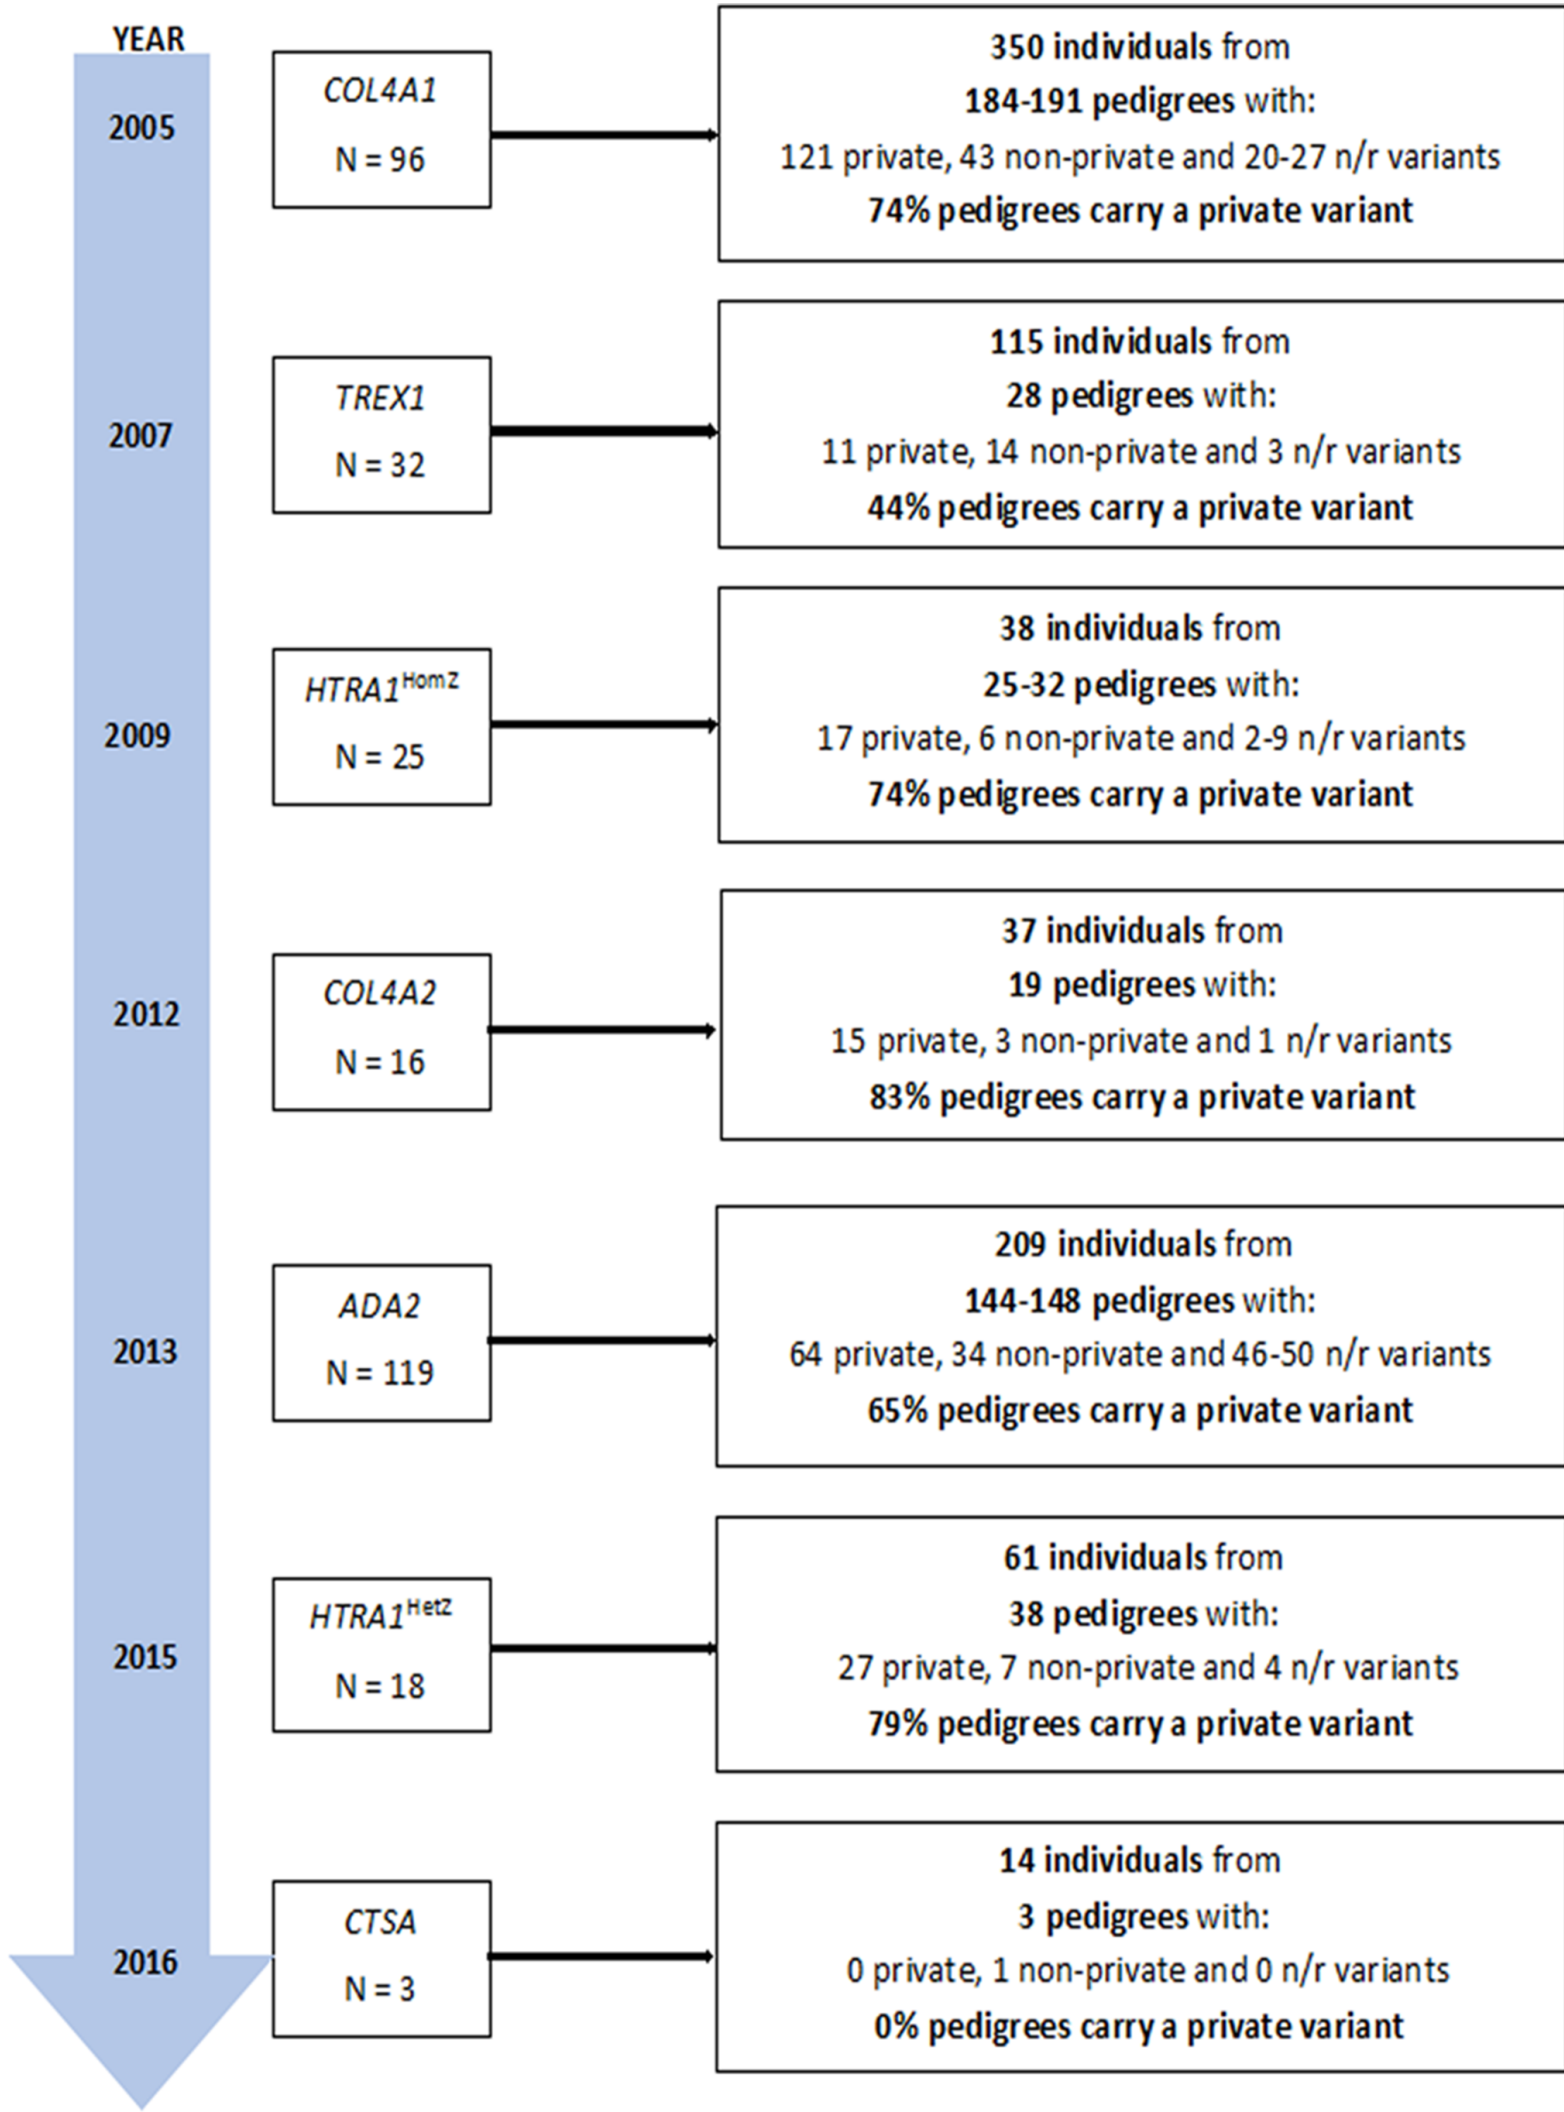 YEAR
2005
COL4A1
N = 96
350 individuals from
184-191 pedigrees with:
121 private, 43 non-private and 20-27 n/r variants
74% pedigrees carry a private variant
2007
TREX1
N = 32
115 individuals from
28 pedigrees with:
11 private, 14 non-private and 3 n/r variants
44% pedigrees carry a private variant
2009
HTRA1HomZ
N = 25
38 individuals from
25-32 pedigrees with:
17 private, 6 non-private and 2-9 n/r variants
74% pedigrees carry a private variant
2012
COL4A2
N = 16
37 individuals from
19 pedigrees with:
15 private, 3 non-private and 1 n/r variants
83% pedigrees carry a private variant
2013
ADA2
N = 119
209 individuals from
144-148 pedigrees with:
64 private, 34 non-private and 46-50 n/r variants
65% pedigrees carry a private variant
2015
HTRA1HetZ
N = 18
61 individuals from
38 pedigrees with:
27 private, 7 non-private and 4 n/r variants
79% pedigrees carry a private variant
2016
CTSA
N = 3
14 individuals from
3 pedigrees with:
0 private, 1 non-private and 0 n/r variants
0% pedigrees carry a private variant